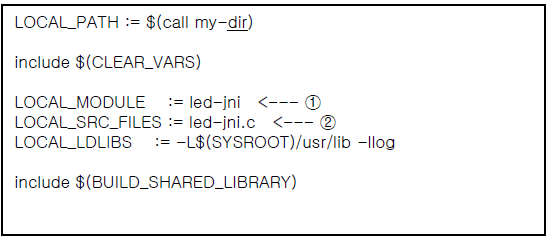 LOCAL_PATH := $(call my-dir)
include $(CLEAR_VARS)
LOCAL_MODULE := led-jni <--- ①
LOCAL_SRC_FILES := led-jni.c <--- ②
LOCAL_LDLIBS := -L$(SYSROOT)/usr/lib -llog
include $(BUILD_SHARED_LIBRARY)